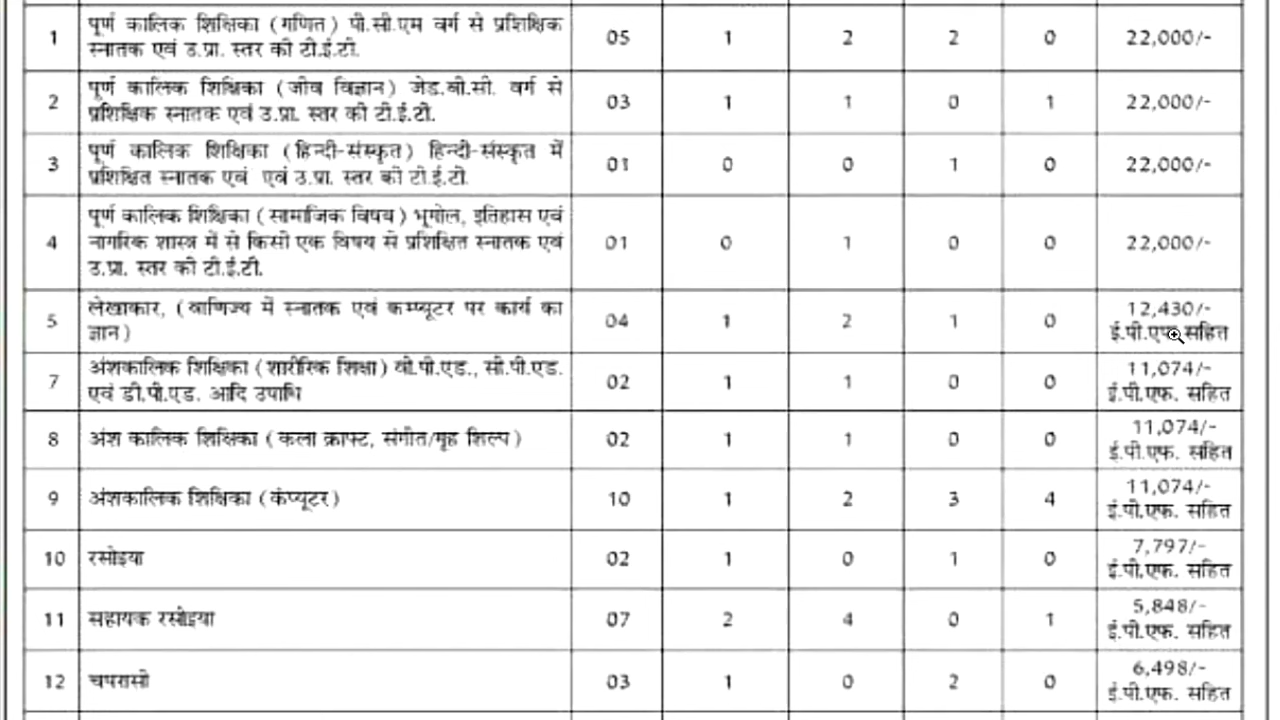 1 पूर्ण कालिक शिक्षिका (गणित) पी.सी.एम वर्ग से प्रशिक्षिक 05 1 2 2 0 22,000/-
स्नातक एवं उ.प्रा. स्तर की टी.ई.टी.
2 पूर्ण कालिक शिक्षिका (जीव विज्ञान) जेड.बी.सी. वर्ग से 03 1 1 0 1 22,000/-
प्रशिक्षिक स्नातक एवं उ.प्रा. स्तर की टी.ई.टी.
3 पूर्ण कालिक शिक्षिका (हिन्दी-संस्कृत) हिन्दी-संस्कृत में 01 0 0 1 0 22,000/-
प्रशिक्षित स्नातक एवं एवं उ.प्रा. स्तर की टी.ई.टी.
4 पूर्ण कालिक शिक्षिका (सामाजिक विषय) भूगोल, इतिहास एवं 01 0 1 0 0 22,000/-
नागरिक शास्त्र में से किसी एक विषय से प्रशिक्षित स्नातक एवं
उ.प्रा. स्तर की टी.ई.टी.
5 लेखाकार, (वाणिज्य में स्नातक एवं कम्प्यूटर पर कार्य का 04 1 2 1 0 12,430/-
ज्ञान) ई.पी.एफ सहित
7 अंशकालिक शिक्षिका (शारीरिक शिक्षा) बी.पी.एड., सी.पी.एड. 02 1 1 0 0 11,074/-
एवं डी.पी.एड. आदि उपाधि ई.पी.एफ. सहित
8 अंश कालिक शिक्षिका (कला क्राफ्ट, संगीत/गृह शिल्प) 02 1 1 0 0 11,074/-
ई.पी.एफ. सहित
9 अंशकालिक शिक्षिका (कंप्यूटर) 10 1 2 3 4 11,074/-
ई.पी.एफ. सहित
10 रसोइया 02 1 0 1 0 7,797/-
ई.पी.एफ. सहित
11 सहायक रसोइया 07 2 4 0 1 5,848/-
ई.पी.एफ. सहित
12 चपरासी 03 1 0 2 0 6,498/-
ई.पी.एफ. सहित